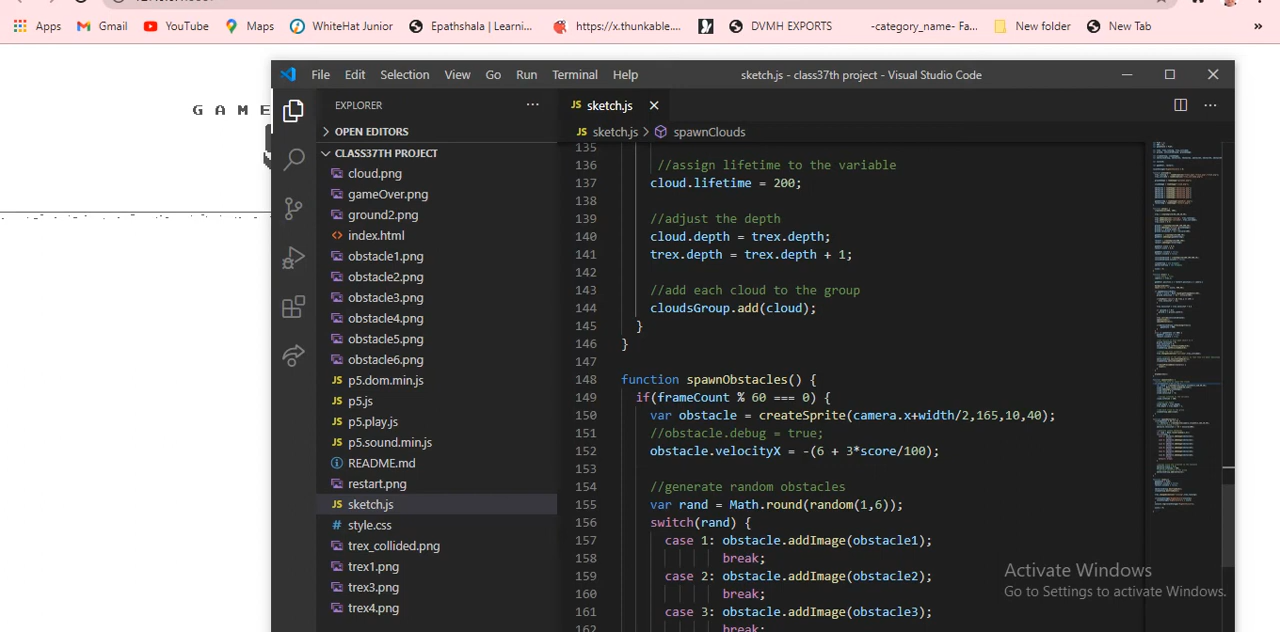 Apps Gmail YouTube Maps WhiteHat Junior Epathshala | Learni... https://x.thunkable.... DVMH EXPORTS -category_name- Fa... New folder New Tab »
GAME
File Edit Selection View Go Run Terminal Help sketch.js - class37th project - Visual Studio Code
EXPLORER
OPEN EDITORS
CLASS37TH PROJECT
cloud.png
gameOver.png
ground2.png
index.html
obstacle1.png
obstacle2.png
obstacle3.png
obstacle4.png
obstacle5.png
obstacle6.png
JS p5.dom.min.js
JS p5.js
JS p5.play.js
JS p5.sound.min.js
README.md
restart.png
JS sketch.js
# style.css
trex_collided.png
trex1.png
trex3.png
trex4.png
JS sketch.js
JS sketch.js > spawnClouds
135
136 //assign lifetime to the variable
137 cloud.lifetime = 200;
138
139 //adjust the depth
140 cloud.depth = trex.depth;
141 trex.depth = trex.depth + 1;
142
143 //add each cloud to the group
144 cloudsGroup.add(cloud);
145 }
146 }
147
148 function spawnObstacles() {
149 if(frameCount % 60 === 0) {
150 var obstacle = createSprite(camera.x+width/2,165,10,40);
151 //obstacle.debug = true;
152 obstacle.velocityX = -(6 + 3*score/100);
153
154 //generate random obstacles
155 var rand = Math.round(random(1,6));
156 switch(rand) {
157 case 1: obstacle.addImage(obstacle1);
158 break;
159 case 2: obstacle.addImage(obstacle2);
160 break;
161 case 3: obstacle.addImage(obstacle3);
162 break;
Activate Windows
Go to Settings to activate Windows.